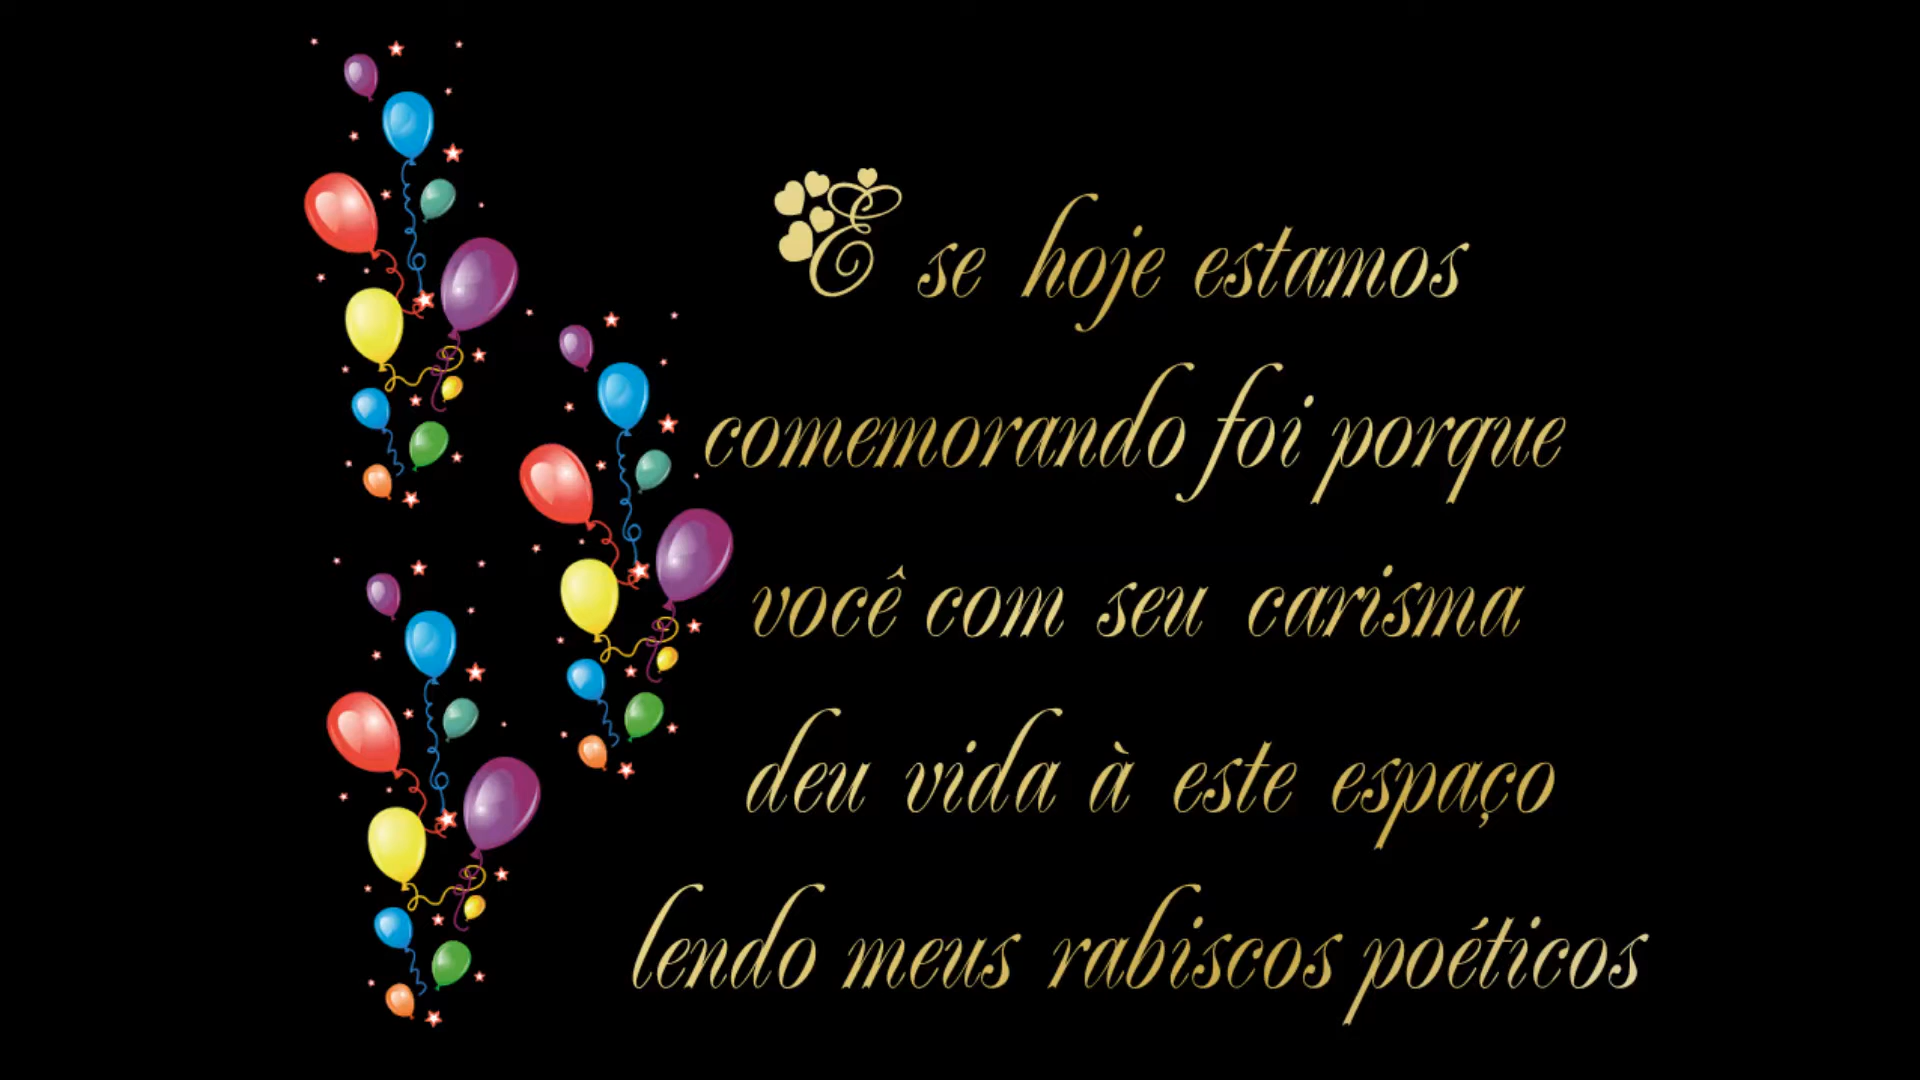 E se hoje estamos
comemorando foi porque
você com seu carisma
deu vida à este espaço
lendo meus rabiscos poéticos